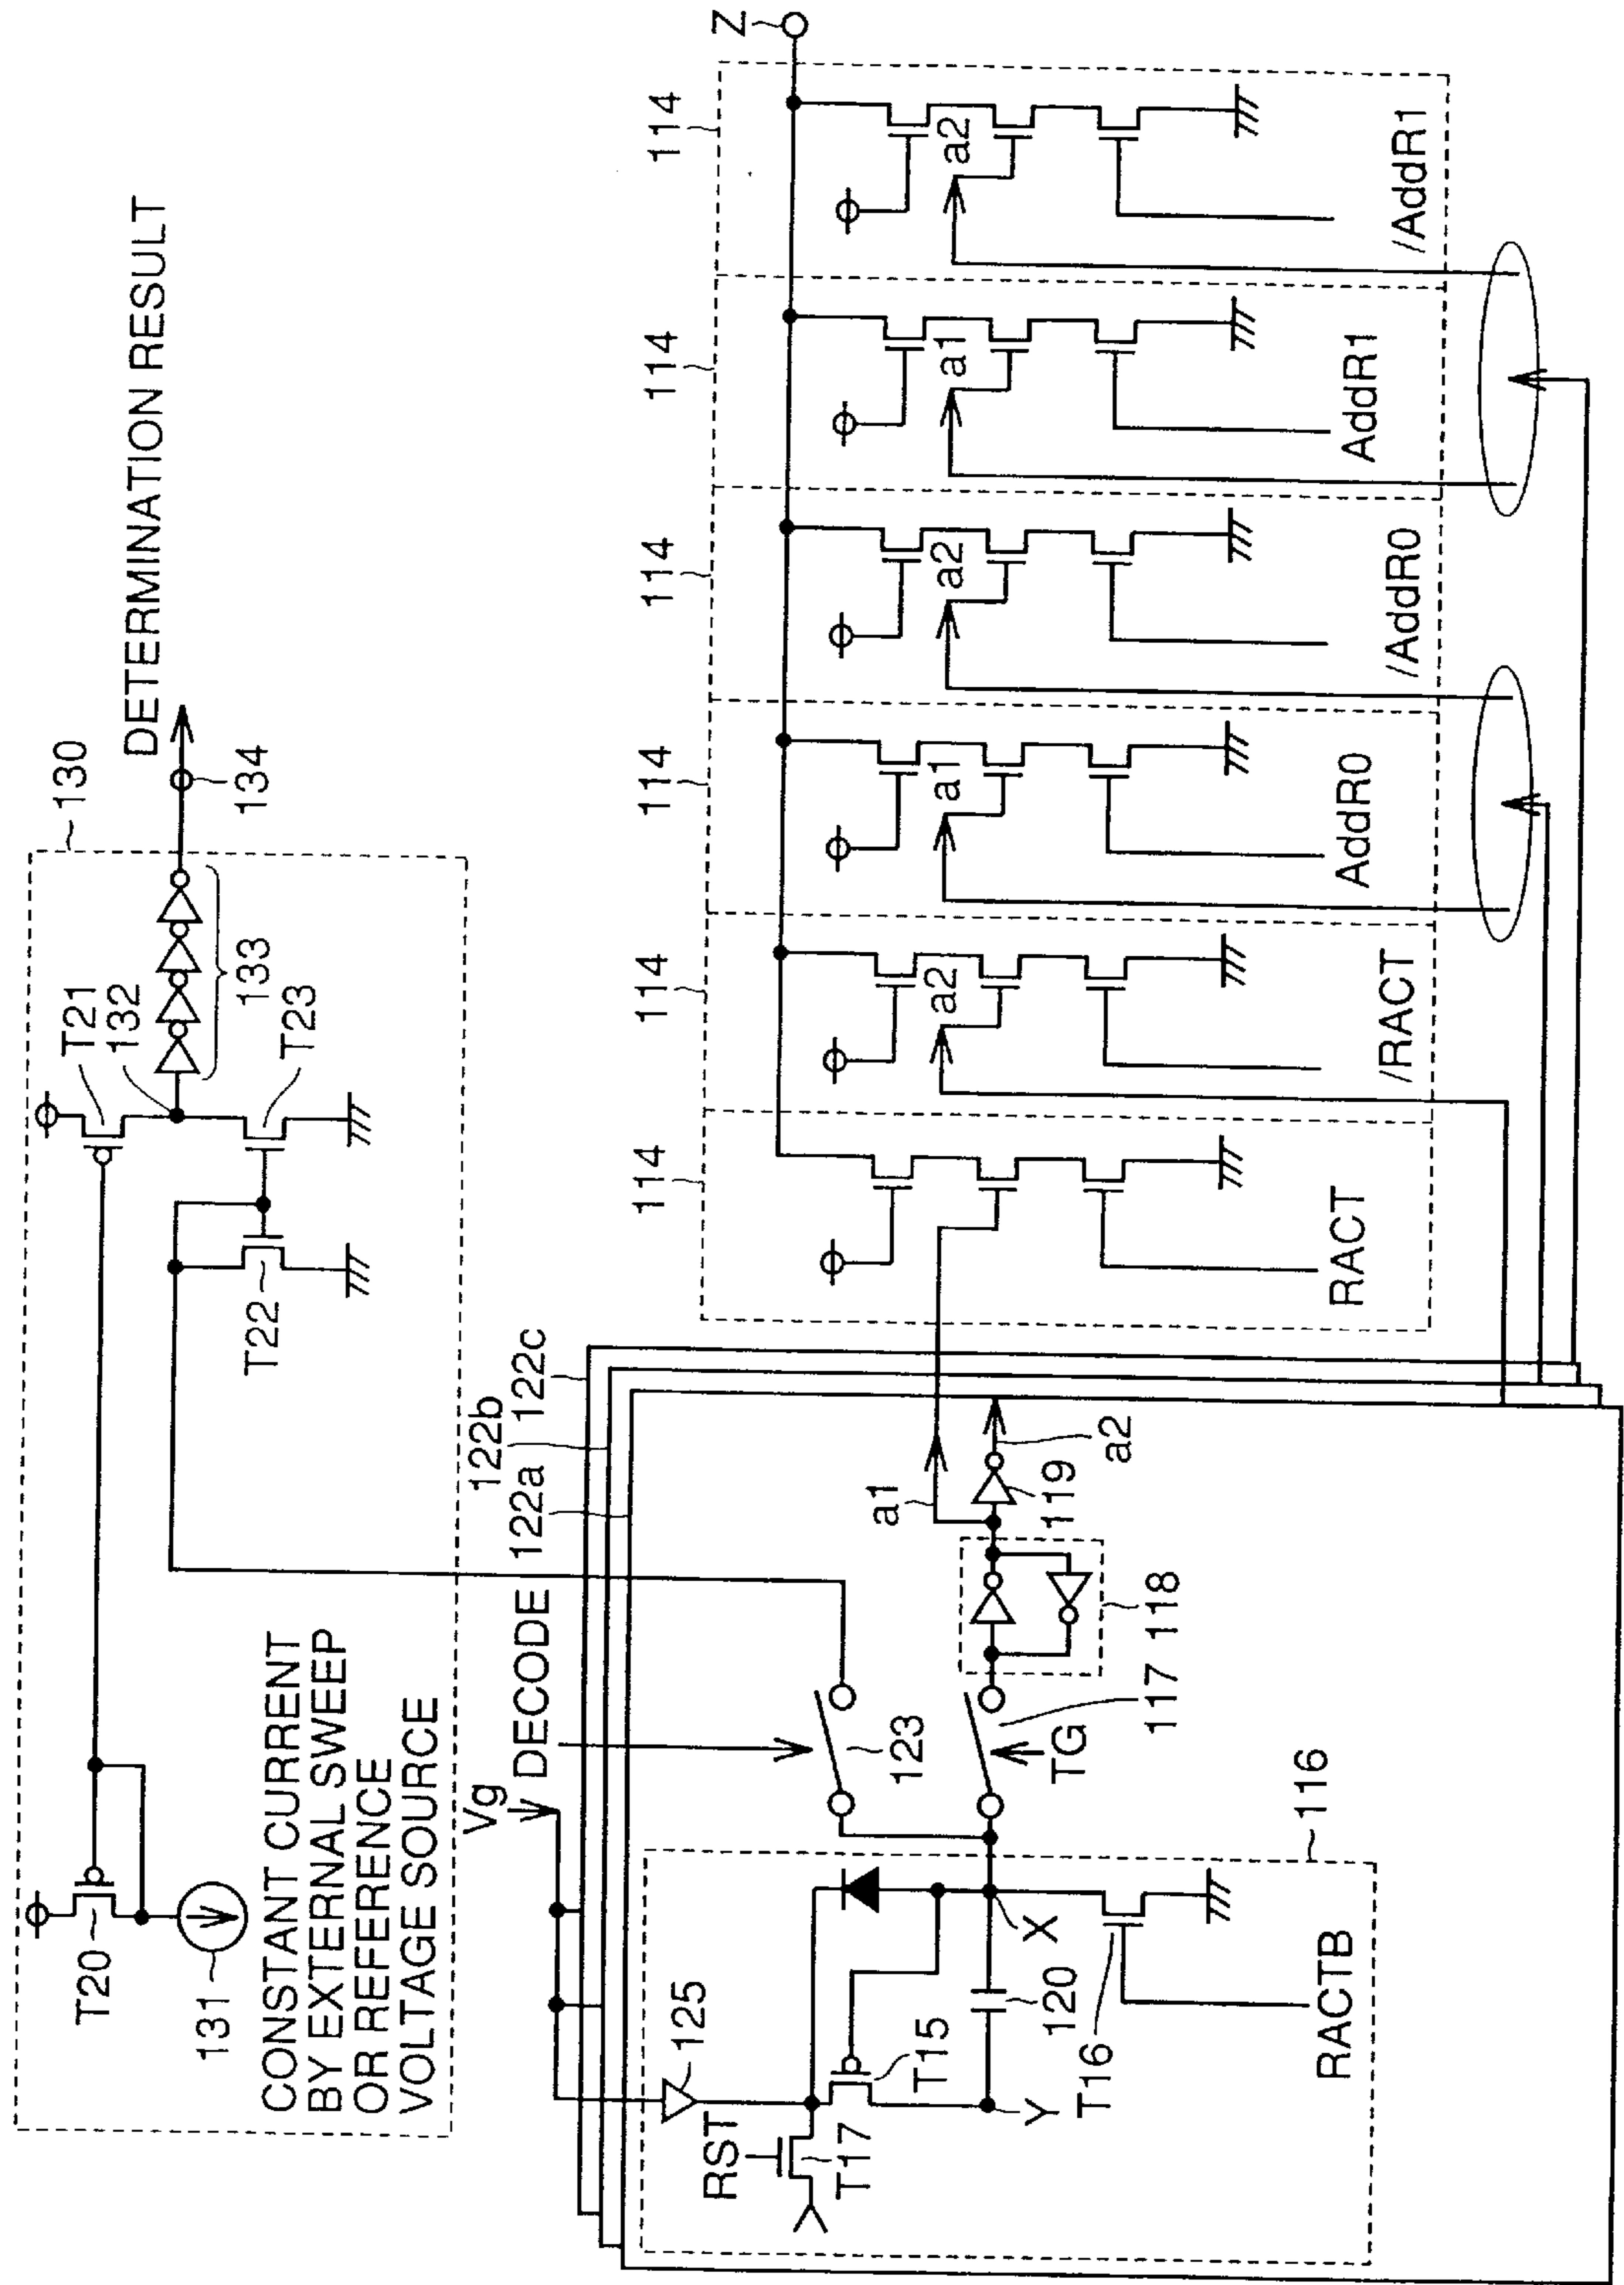 DETERMINATION RESULT
130
134
133
T21
132
T23
T22
T20
131
CONSTANT CURRENT
BY EXTERNAL SWEEP
OR REFERENCE
VOLTAGE SOURCE
Z
114
114
114
114
114
114
a2
a1
a2
a1
a2
RACT
/RACT
AddR0
/AddR0
AddR1
/AddR1
122a
122b
122c
Vg
DECODE
123
a1
a2
119
118
117
TG
116
125
RST
T17
T15
Y
120
X
T16
RACTB